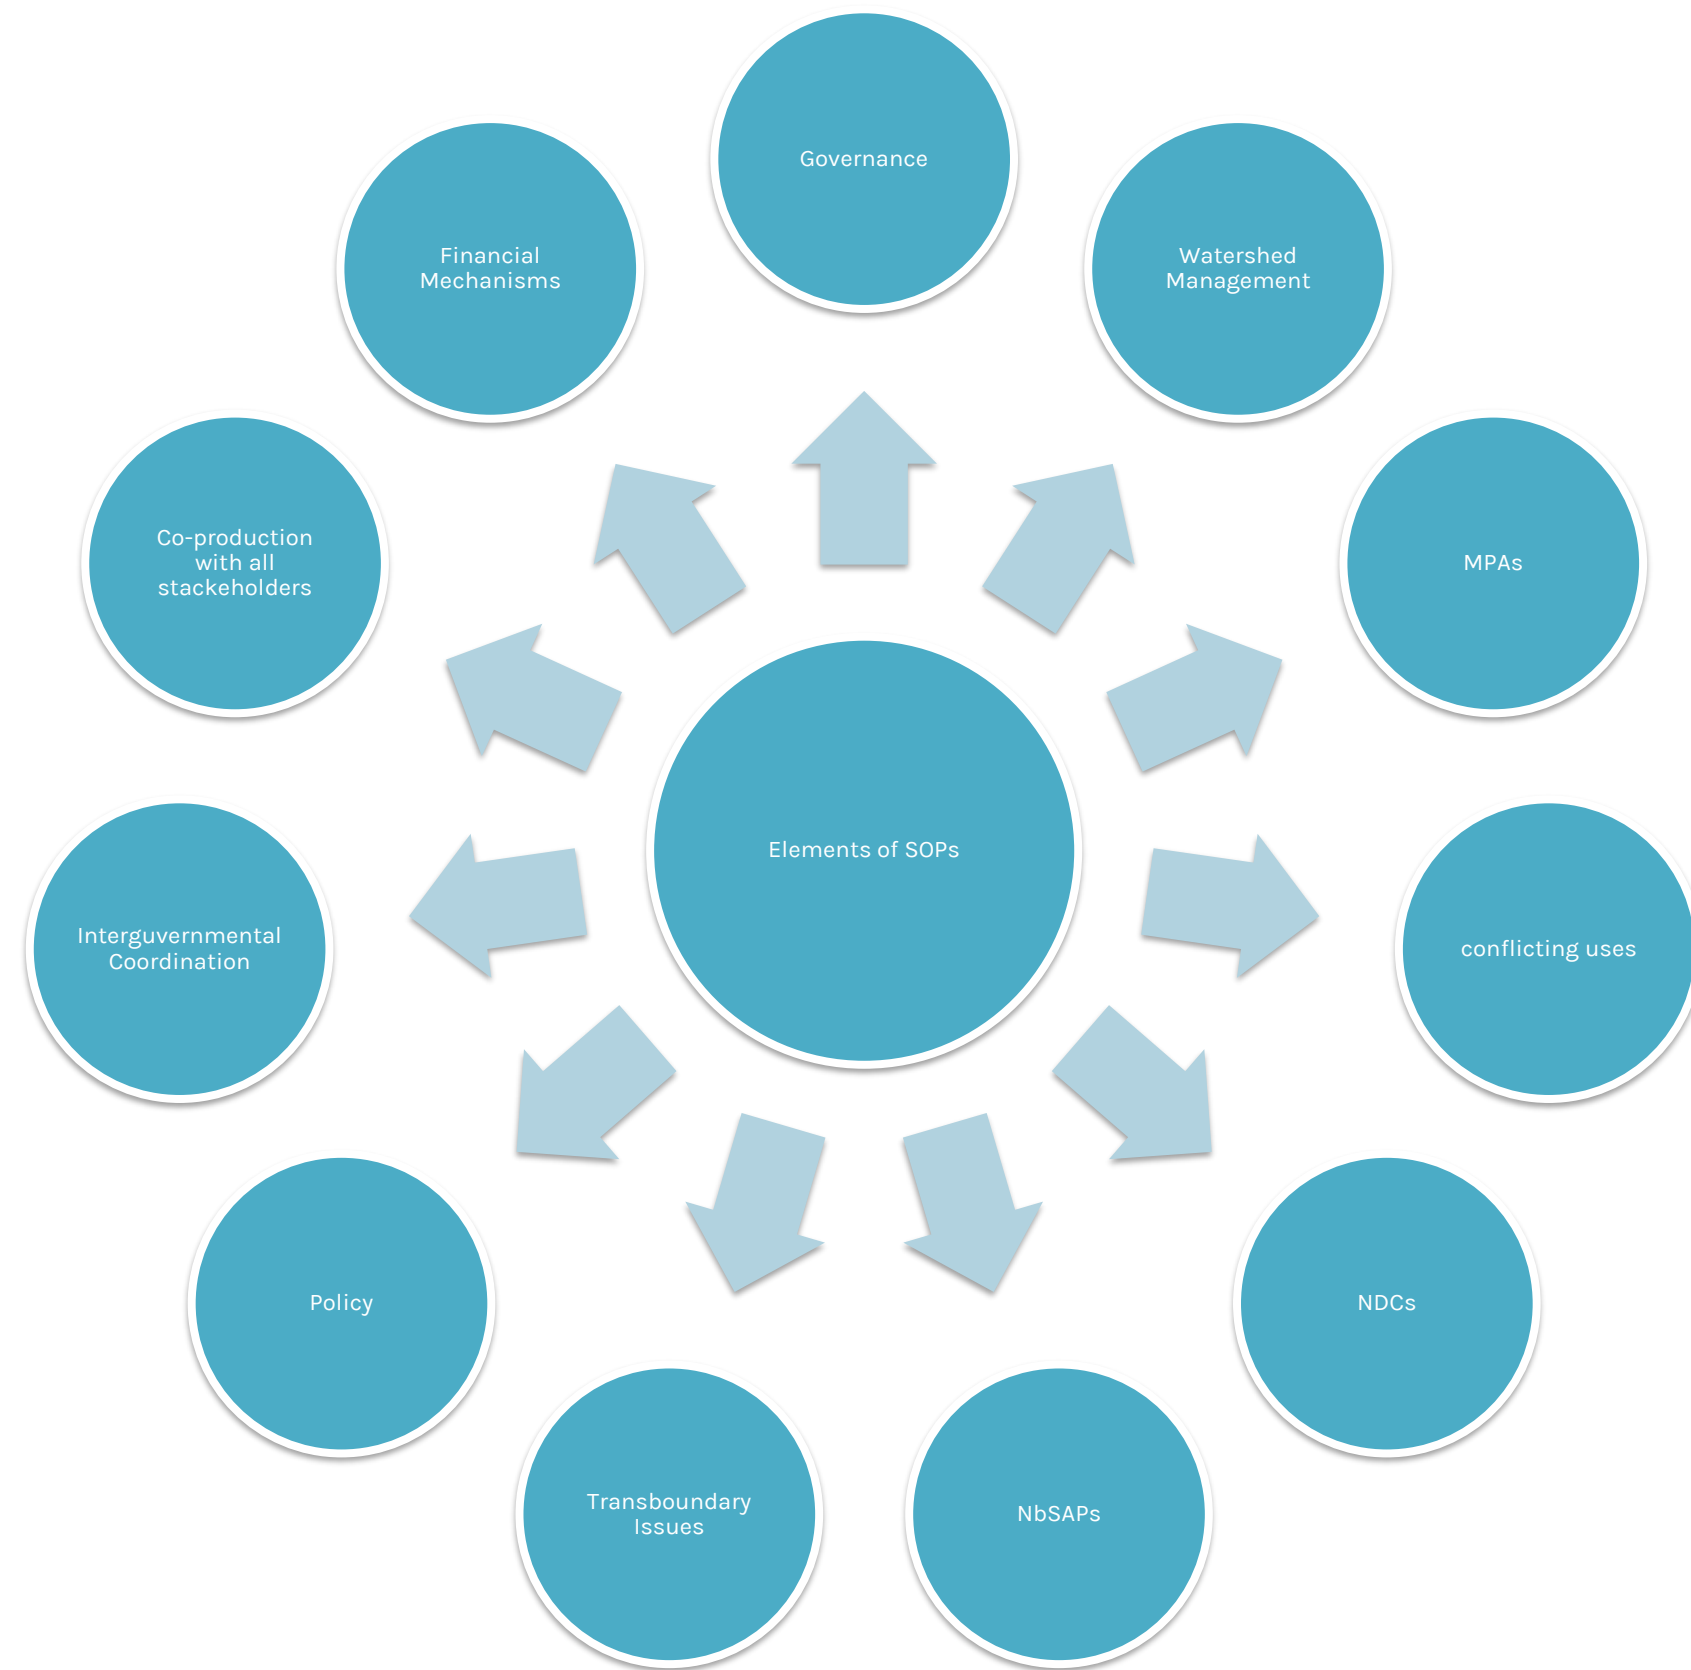 Governance
Watershed
Management
MPAs
conflicting uses
NDCs
NbSAPs
Transboundary
Issues
Policy
Interguvernmental
Coordination
Co-production
with all
stackeholders
Financial
Mechanisms
Elements of SOPs